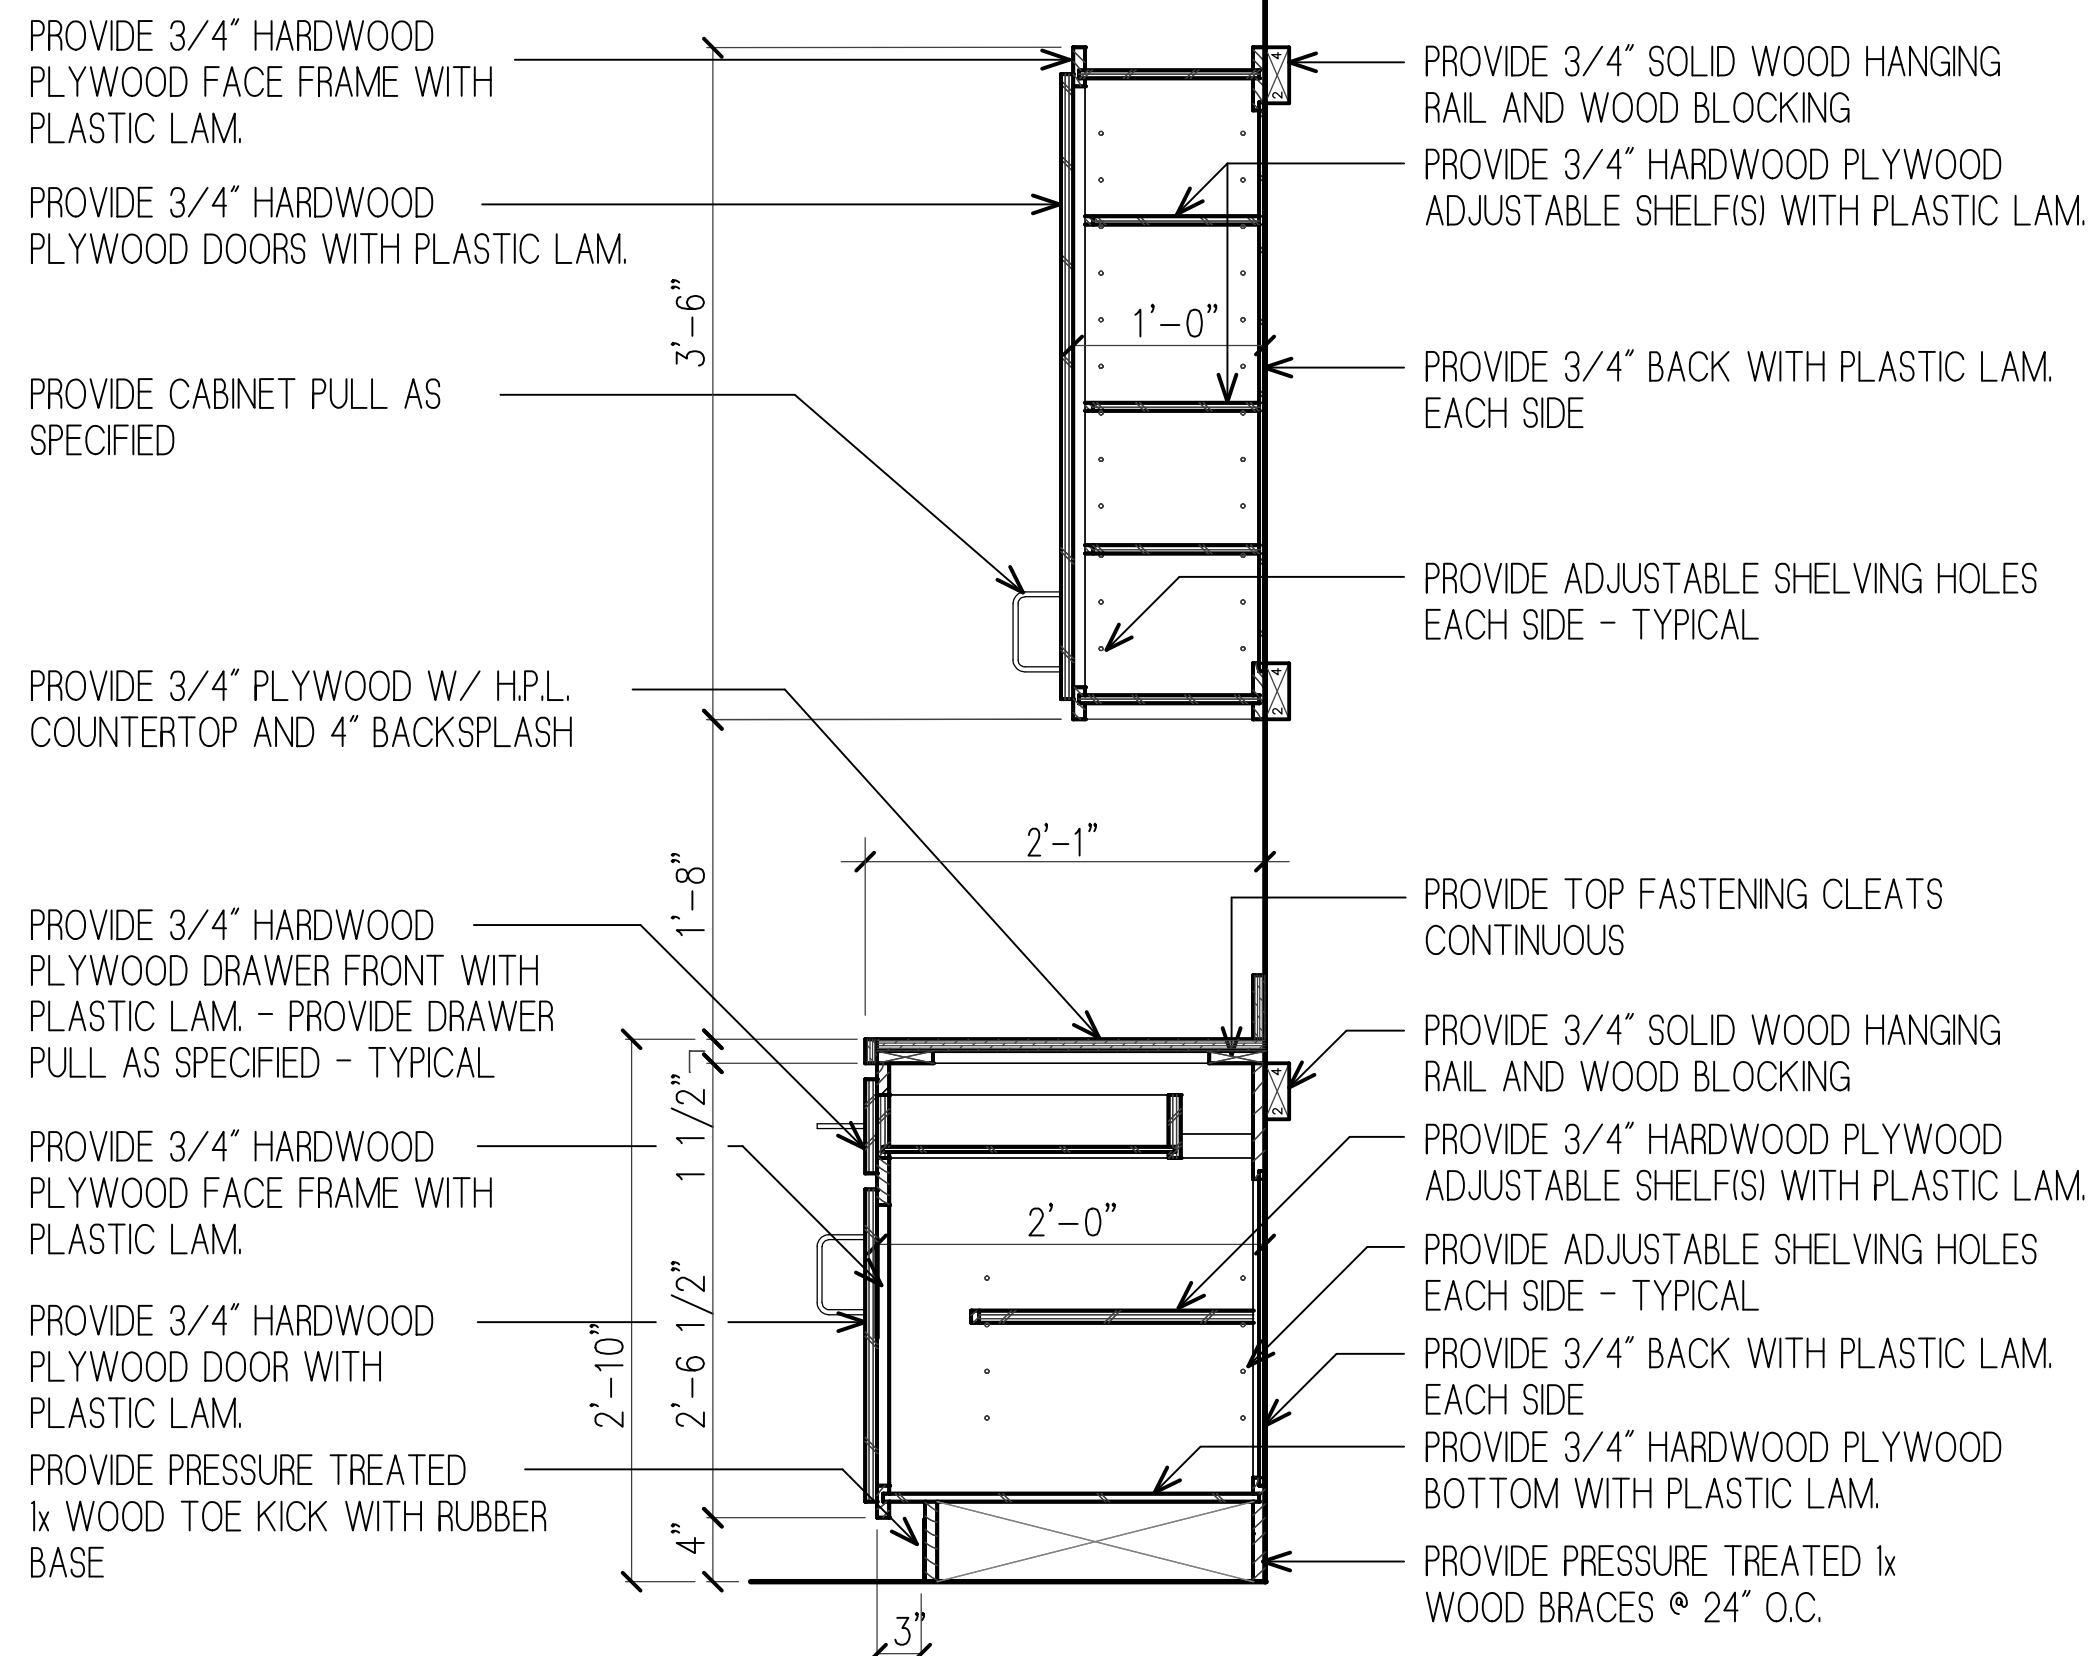 PROVIDE 3/4" HARDWOOD
PLYWOOD FACE FRAME WITH
PLASTIC LAM.
PROVIDE 3/4" HARDWOOD
PLYWOOD DOORS WITH PLASTIC LAM.
PROVIDE CABINET PULL AS
SPECIFIED
PROVIDE 3/4" PLYWOOD W/ H.P.L.
COUNTERTOP AND 4" BACKSPLASH
PROVIDE 3/4" HARDWOOD
PLYWOOD DRAWER FRONT WITH
PLASTIC LAM. - PROVIDE DRAWER
PULL AS SPECIFIED - TYPICAL
PROVIDE 3/4" HARDWOOD
PLYWOOD FACE FRAME WITH
PLASTIC LAM.
PROVIDE 3/4" HARDWOOD
PLYWOOD DOOR WITH
PLASTIC LAM.
PROVIDE PRESSURE TREATED
1x WOOD TOE KICK WITH RUBBER
BASE
3'-6"
1'-8"
1 1/2"
2'-6 1/2"
2'-10"
4"
3"
1'-0"
2'-1"
2'-0"
2 4
2 4
2 4
PROVIDE 3/4" SOLID WOOD HANGING
RAIL AND WOOD BLOCKING
PROVIDE 3/4" HARDWOOD PLYWOOD
ADJUSTABLE SHELF(S) WITH PLASTIC LAM.
PROVIDE 3/4" BACK WITH PLASTIC LAM.
EACH SIDE
PROVIDE ADJUSTABLE SHELVING HOLES
EACH SIDE - TYPICAL
PROVIDE TOP FASTENING CLEATS
CONTINUOUS
PROVIDE 3/4" SOLID WOOD HANGING
RAIL AND WOOD BLOCKING
PROVIDE 3/4" HARDWOOD PLYWOOD
ADJUSTABLE SHELF(S) WITH PLASTIC LAM.
PROVIDE ADJUSTABLE SHELVING HOLES
EACH SIDE - TYPICAL
PROVIDE 3/4" BACK WITH PLASTIC LAM.
EACH SIDE
PROVIDE 3/4" HARDWOOD PLYWOOD
BOTTOM WITH PLASTIC LAM.
PROVIDE PRESSURE TREATED 1x
WOOD BRACES @ 24" O.C.